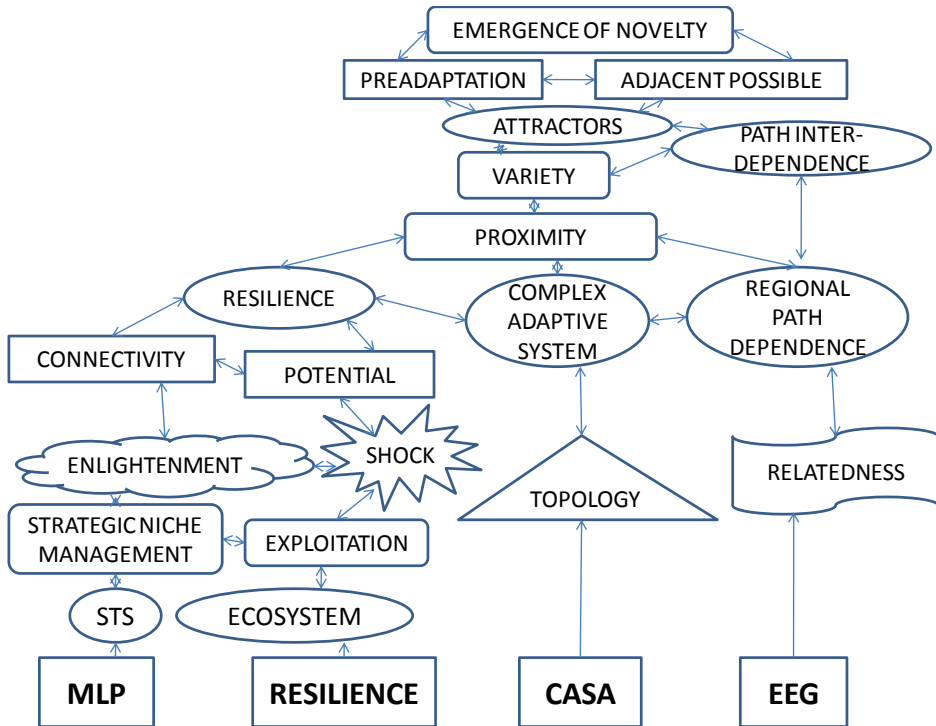 EMERGENCE OF NOVELTY
PREADAPTATION
ADJACENT POSSIBLE
ATTRACTORS
PATH INTER-
DEPENDENCE
VARIETY
PROXIMITY
RESILIENCE
COMPLEX
ADAPTIVE
SYSTEM
REGIONAL
PATH
DEPENDENCE
CONNECTIVITY
POTENTIAL
ENLIGHTENMENT
SHOCK
TOPOLOGY
RELATEDNESS
STRATEGIC NICHE
MANAGEMENT
EXPLOITATION
STS
ECOSYSTEM
MLP
RESILIENCE
CASA
EEG